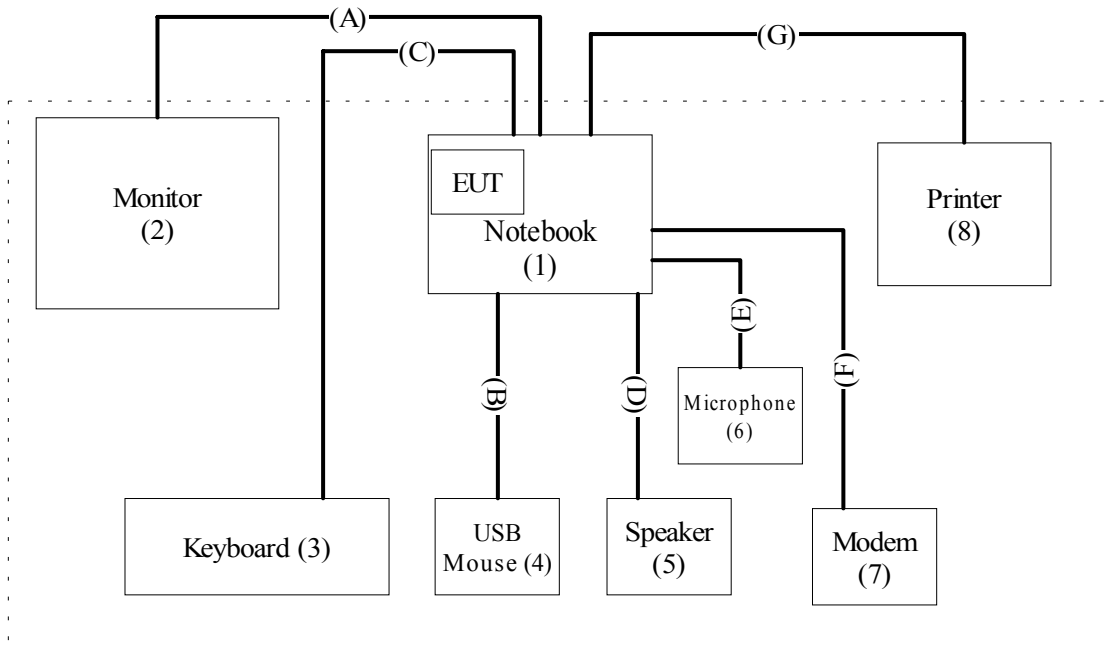 (A)
(C)
(G)
Monitor
(2)
EUT
Notebook
(1)
Printer
(8)
(E)
(F)
(B)
(D)
Microphone
(6)
Keyboard (3)
USB
Mouse (4)
Speaker
(5)
Modem
(7)